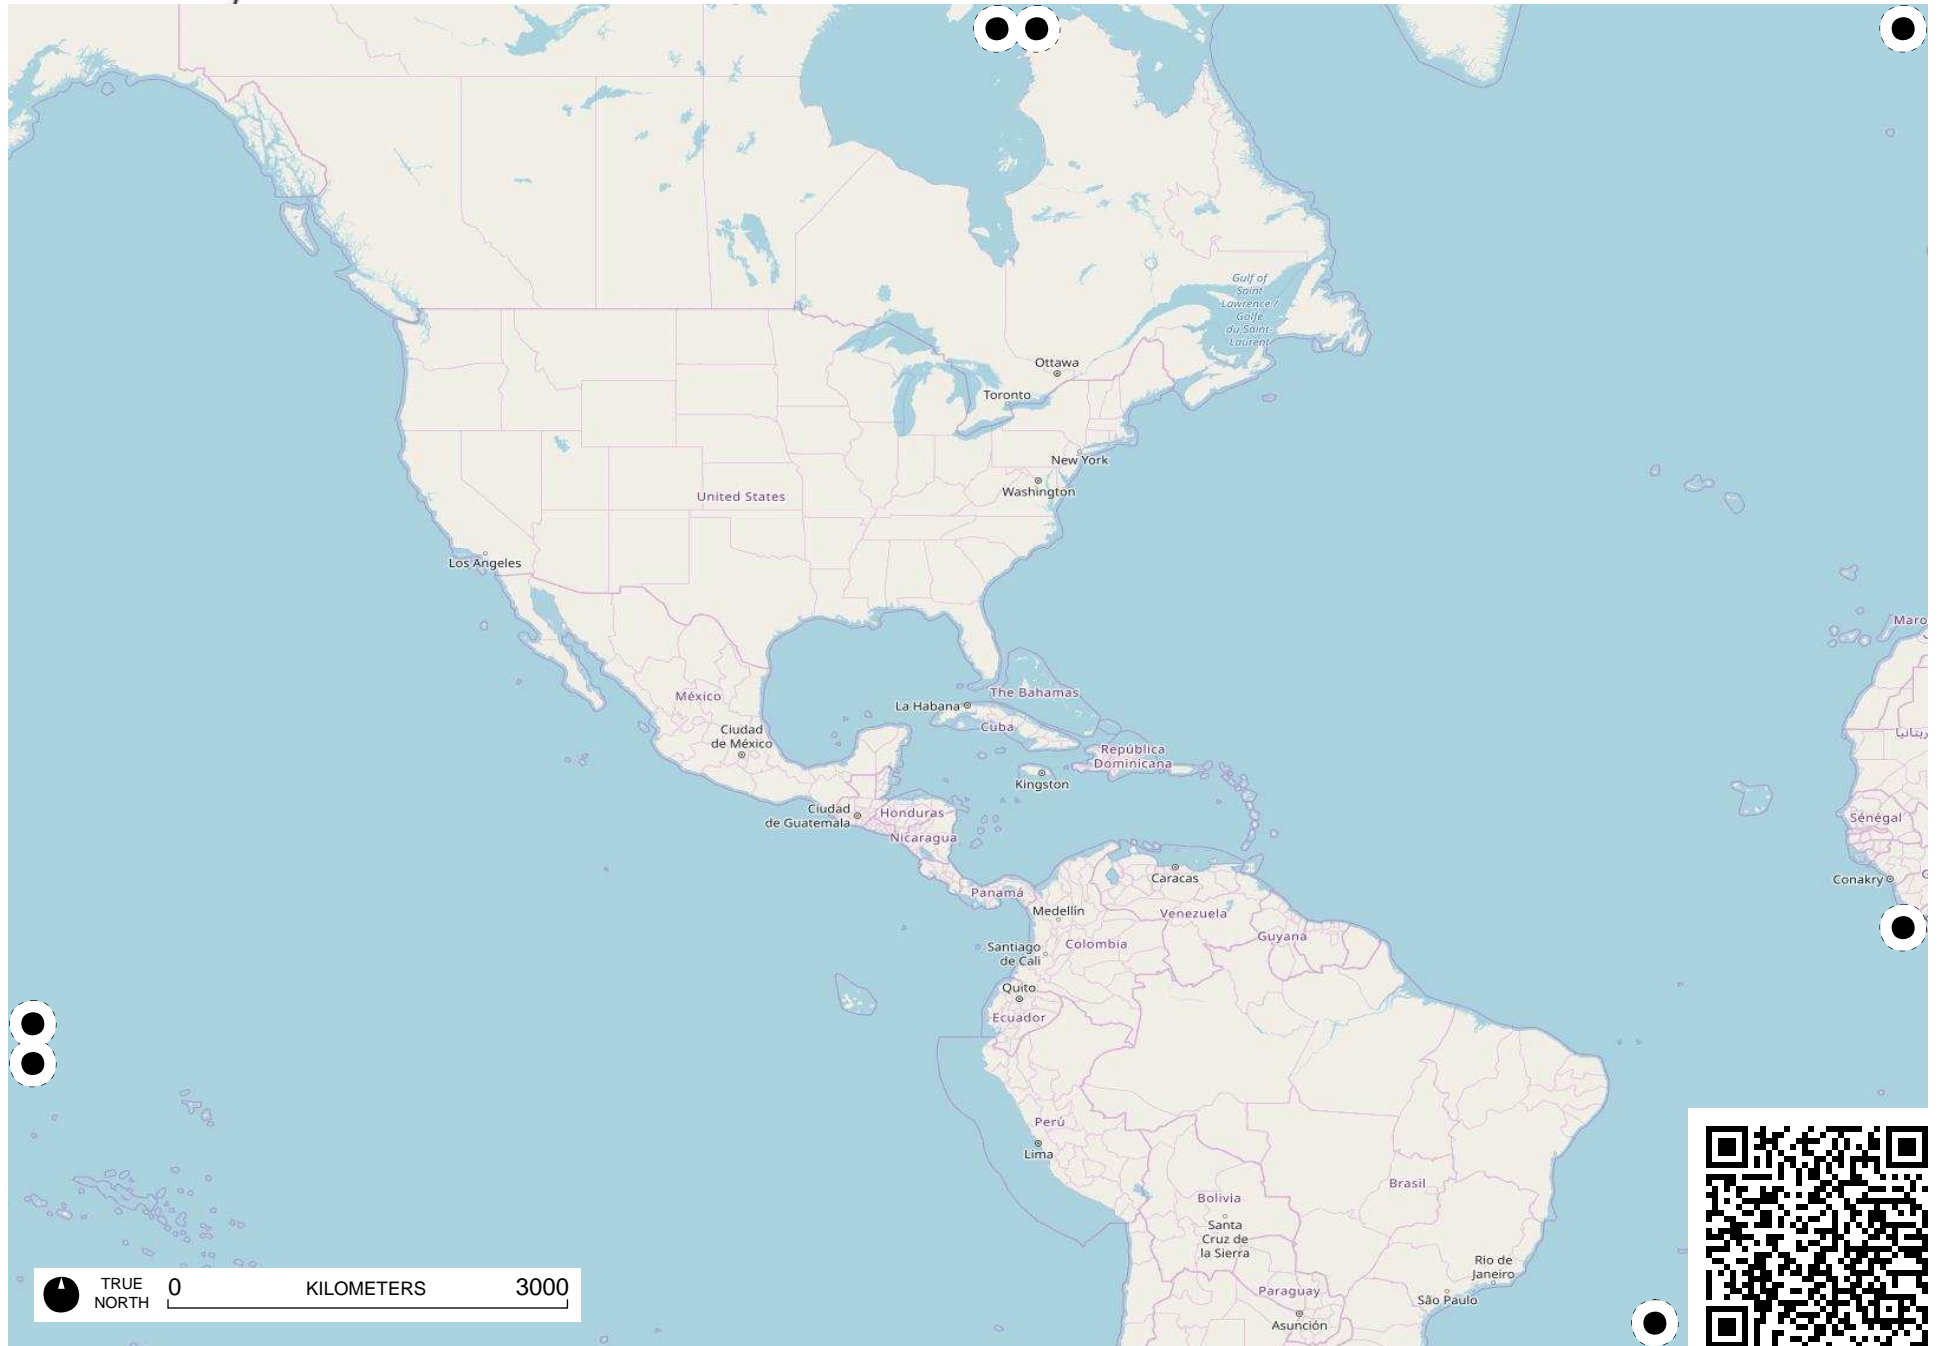 Gulf of
Saint
Lawrence /
Golfe
du Saint-
Laurent
Ottawa
Toronto
New York
Washington
United States
Los Angeles
México
Ciudad
de México
La Habana
The Bahamas
Cuba
República
Dominicana
Kingston
Ciudad
de Guatemala
Honduras
Nicaragua
Panamá
Caracas
Medellín
Venezuela
Santiago
de Cali
Colombia
Guyana
Quito
Ecuador
Perú
Lima
Bolivia
Santa
Cruz de
la Sierra
Brasil
Rio de
Janeiro
São Paulo
Paraguay
Asunción
Maro
Sénégal
Conakry
G
TRUE
NORTH
0 KILOMETERS 3000